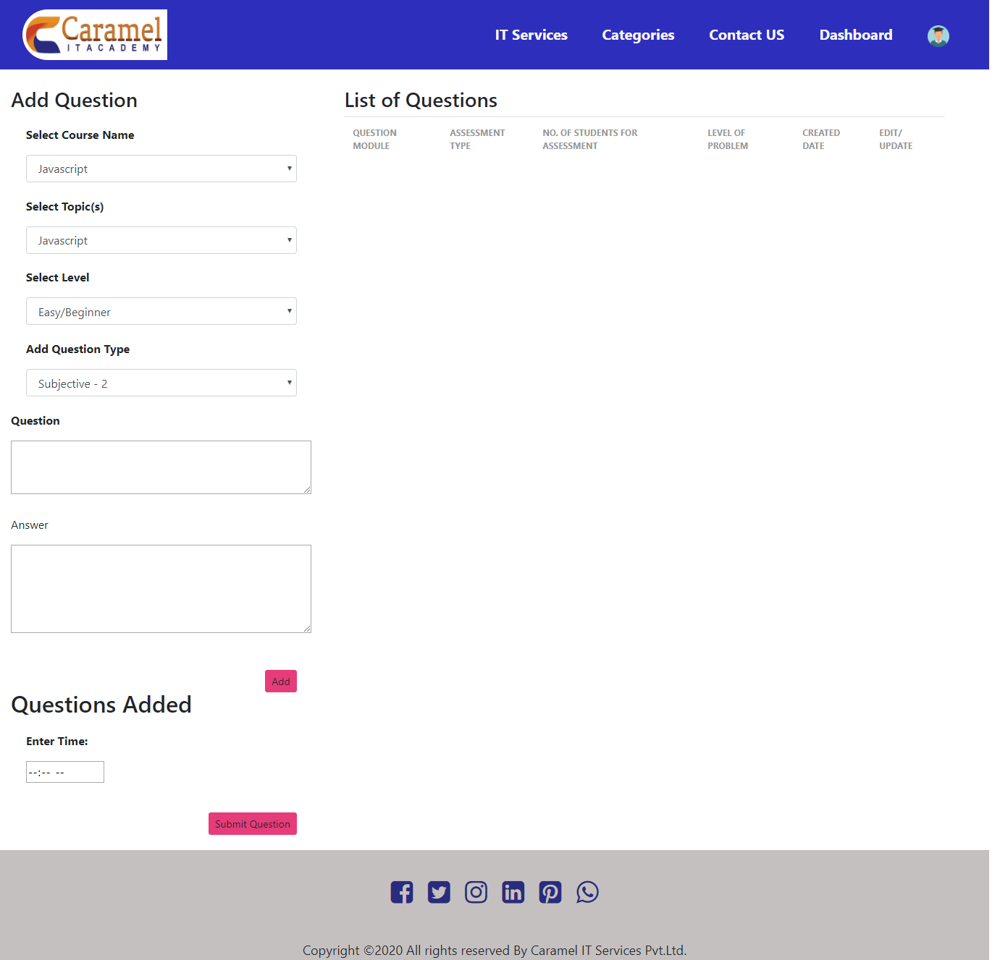 Caramel
IT ACADEMY
IT Services
Categories
Contact US
Dashboard
Add Question
Select Course Name
Javascript
Select Topic(s)
Javascript
Select Level
Easy/Beginner
Add Question Type
Subjective - 2
Question
Answer
Add
Questions Added
Enter Time:
--:-- --
Submit Question
List of Questions
QUESTION
MODULE
ASSESSMENT
TYPE
NO. OF STUDENTS FOR
ASSESSMENT
LEVEL OF
PROBLEM
CREATED
DATE
EDIT/
UPDATE
Copyright ©2020 All rights reserved By Caramel IT Services Pvt.Ltd.